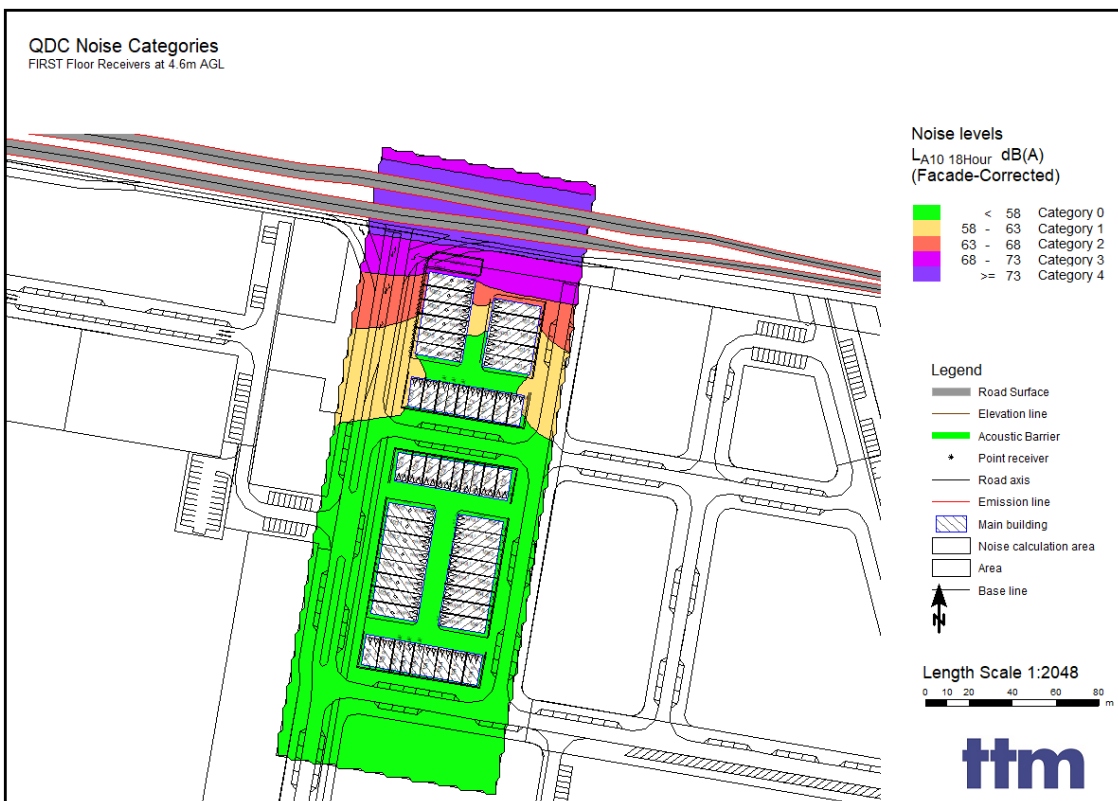 QDC Noise Categories
FIRST Floor Receivers at 4.6m AGL
Noise levels
LA10 18Hour dB(A)
(Facade-Corrected)
< 58 Category 0
58 - 63 Category 1
63 - 68 Category 2
68 - 73 Category 3
>= 73 Category 4
Legend
Road Surface
Elevation line
Acoustic Barrier
Point receiver
Road axis
Emission line
Main building
Noise calculation area
Area
Base line
N
Length Scale 1:2048
0 10 20 40 60 80
m
ttm